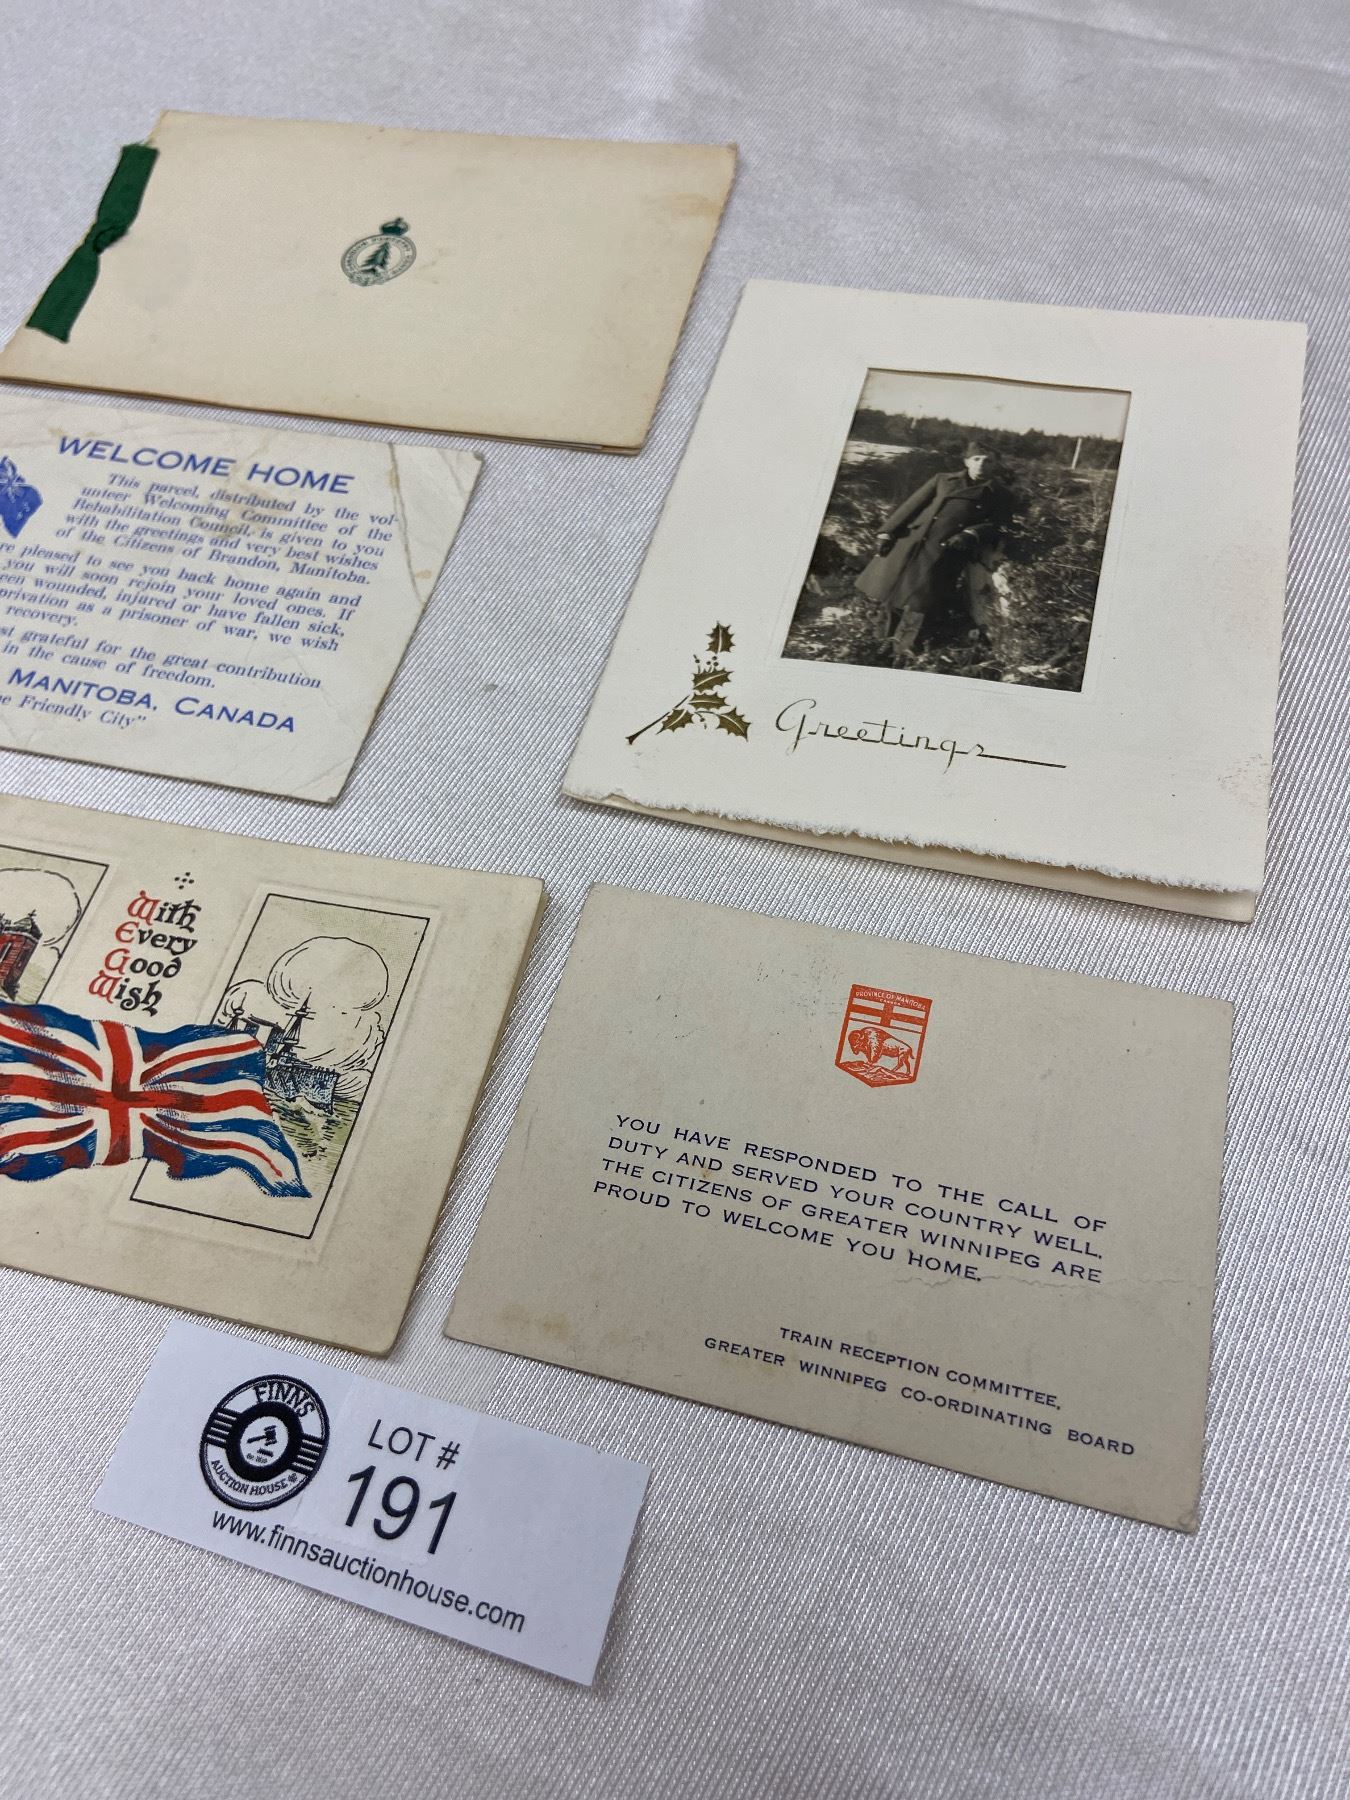 WELCOME HOME
This parcel, distributed by the vol-
unteer Welcoming Committee of the
Rehabilitation Council, is given to you
with the greetings and very best wishes
of the Citizens of Brandon, Manitoba.
pleased to see you back home again and
you will soon rejoin your loved ones. If
wounded, injured or have fallen sick,
privation as a prisoner of war, we wish
recovery.
grateful for the great contribution
in the cause of freedom.
MANITOBA, CANADA
Friendly City"
Greetings
With
Every
Good
Wish
PROVINCE OF MANITOBA
CANADA
YOU HAVE RESPONDED TO THE CALL OF
DUTY AND SERVED YOUR COUNTRY WELL.
THE CITIZENS OF GREATER WINNIPEG ARE
PROUD TO WELCOME YOU HOME.
TRAIN RECEPTION COMMITTEE,
GREATER WINNIPEG CO-ORDINATING BOARD
FINNS
AUCTION HOUSE
LOT #
191
www.finnsauctionhouse.com